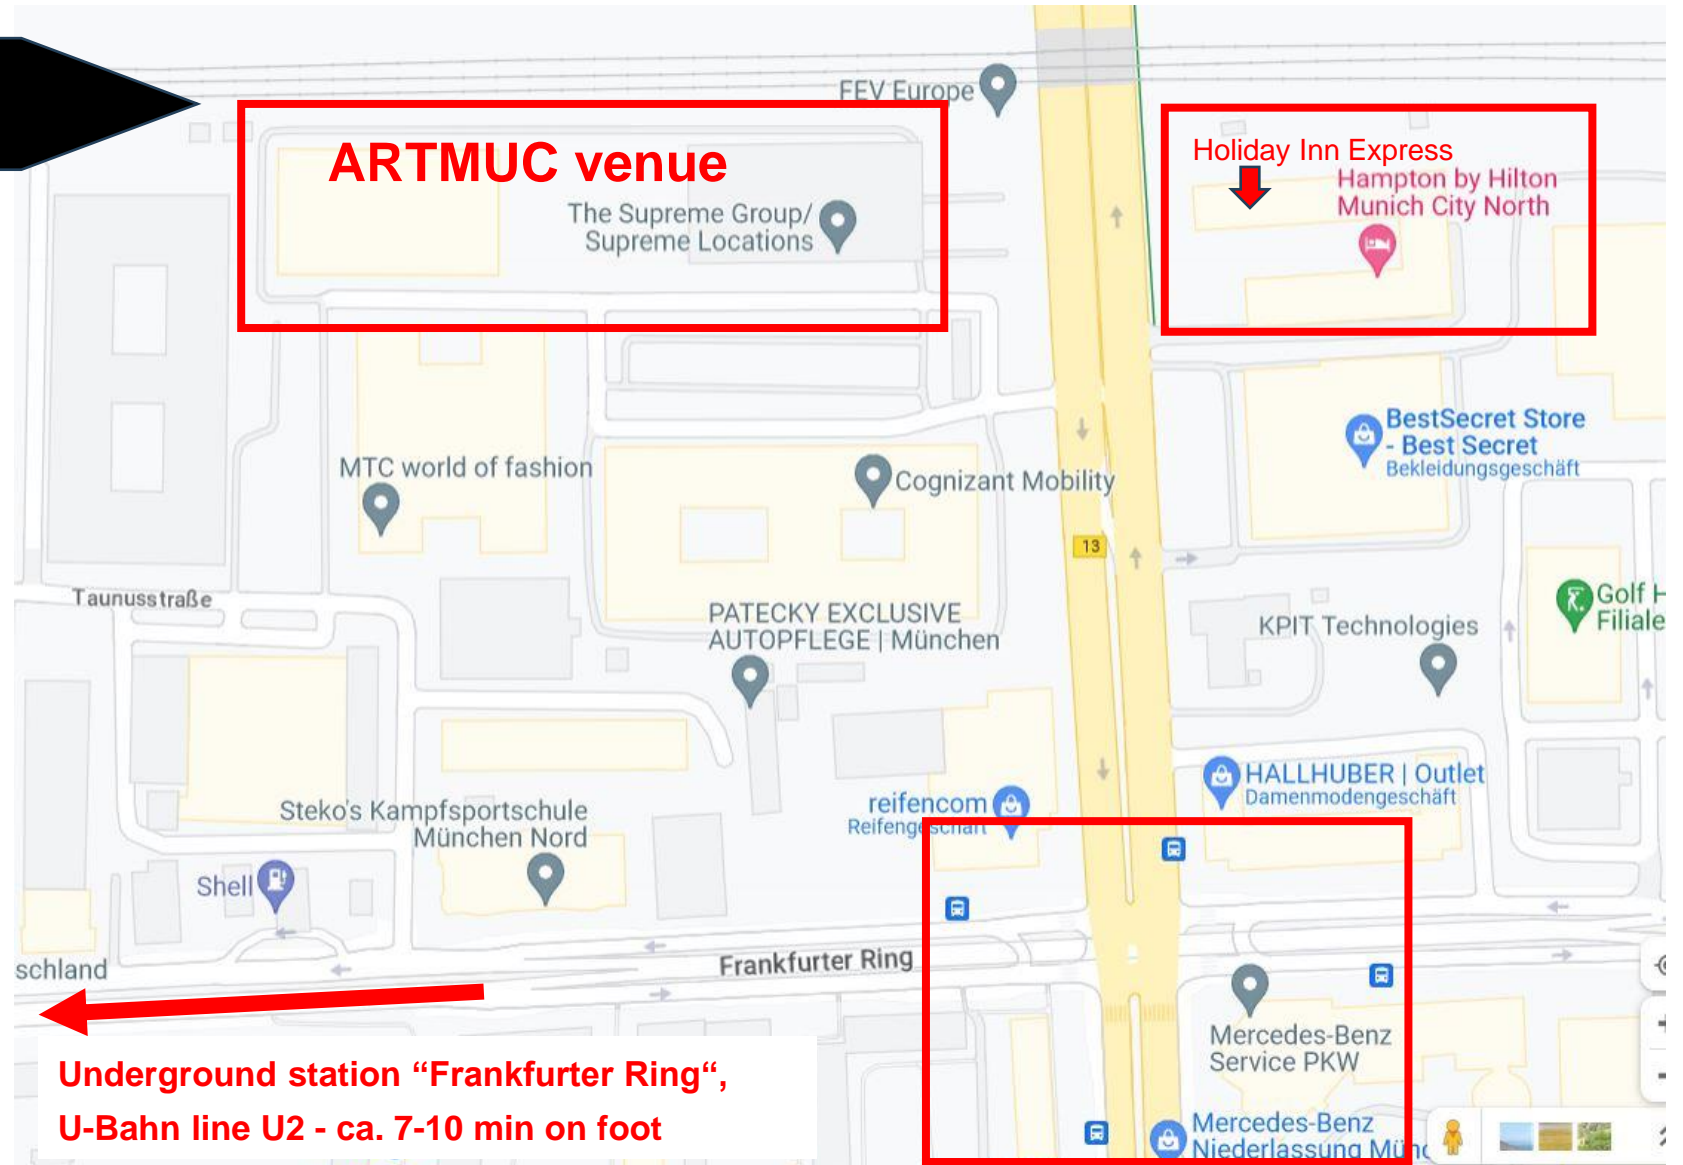 FEV Europe
ARTMUC venue
Holiday Inn Express
Hampton by Hilton
Munich City North
The Supreme Group/
Supreme Locations
BestSecret Store
- Best Secret
Bekleidungsgeschäft
MTC world of fashion
Cognizant Mobility
13
Taunusstraße
PATECKY EXCLUSIVE
AUTOPFLEGE | München
KPIT Technologies
Golf
Filiale
HALLHUBER | Outlet
Damenmodengeschäft
reifencom
Reifengeschäft
Steko's Kampfsportschule
München Nord
Shell
schland
Frankfurter Ring
Mercedes-Benz
Service PKW
Underground station “Frankfurter Ring“,
U-Bahn line U2 - ca. 7-10 min on foot
Mercedes-Benz
Niederlassung